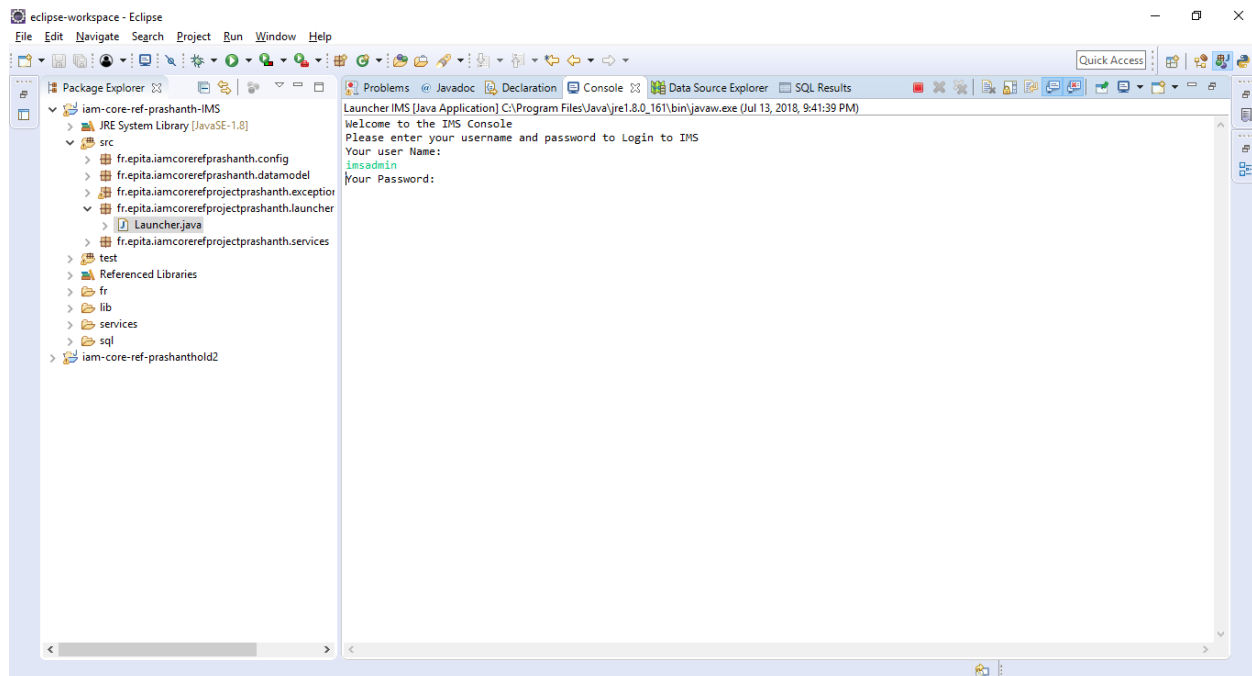 eclipse-workspace - Eclipse
File Edit Navigate Search Project Run Window Help
Quick Access
Package Explorer
Problems @ Javadoc Declaration Console Data Source Explorer SQL Results
Launcher IMS [Java Application] C:\Program Files\Java\jre1.8.0_161\bin\javaw.exe (Jul 13, 2018, 9:41:39 PM)
iam-core-ref-prashanth-IMS
JRE System Library [JavaSE-1.8]
src
fr.epita.iamcorerefprashanth.config
fr.epita.iamcorerefprashanth.datamodel
fr.epita.iamcorerefprojectprashanth.exception
fr.epita.iamcorerefprojectprashanth.launcher
Launcher.java
fr.epita.iamcorerefprojectprashanth.services
test
Referenced Libraries
fr
lib
services
sql
iam-core-ref-prashanthold2
Welcome to the IMS Console
Please enter your username and password to Login to IMS
Your user Name:
imsadmin
Your Password: